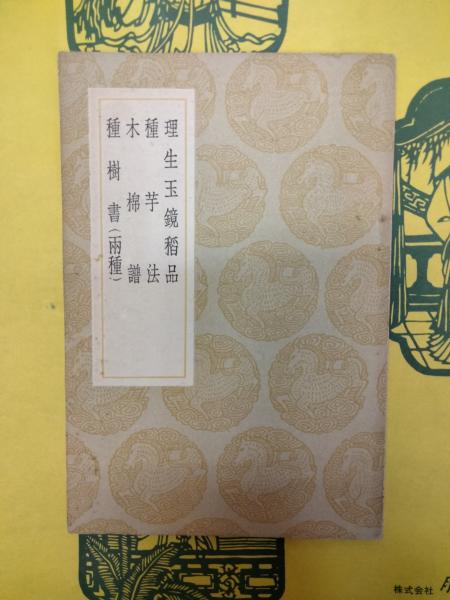 理生玉鏡稻品
種芋法
木棉譜
種樹書（兩種）
株式会社